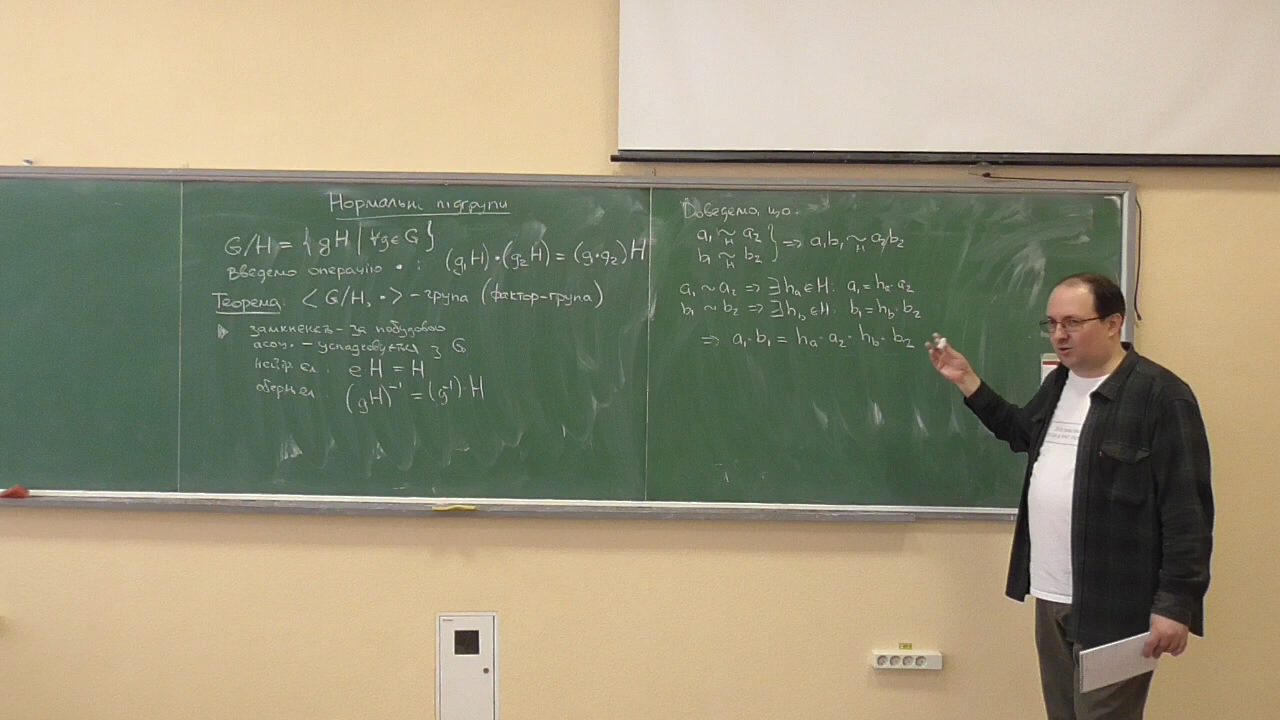 Нормальні підгрупи
G/H = { gH | ∀g∈G }
введемо операцію • : (g₁H)•(g₂H) = (g₁•g₂)H
Теорема: < G/H, • > - група (фактор-група)
замкненість - за побудовою
асоц. - успадковується з G
нейтр ел. eH = H
оберн ел. (gH)⁻¹ = (g⁻¹)·H
Доведемо, що:
a₁ ~H a₂
b₁ ~H b₂ } => a₁b₁ ~H a₂b₂
a₁ ~ a₂ => ∃hₐ∈H: a₁ = hₐ·a₂
b₁ ~ b₂ => ∃h_b∈H: b₁ = h_b·b₂
=> a₁·b₁ = hₐ·a₂·h_b·b₂